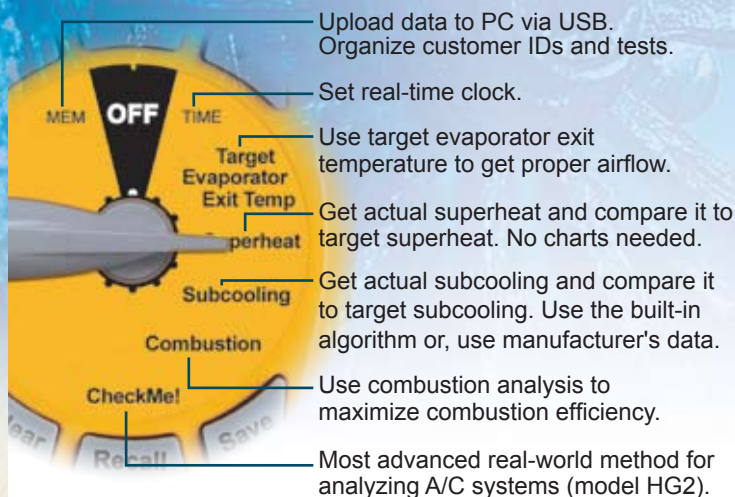 Upload data to PC via USB.
Organize customer IDs and tests.
MEM
OFF
TIME
Set real-time clock.
Target
Evaporator
Exit Temp
Use target evaporator exit
temperature to get proper airflow.
Get actual superheat and compare it to
target superheat. No charts needed.
Subcooling
Get actual subcooling and compare it
to target subcooling. Use the built-in
algorithm or, use manufacturer's data.
Combustion
Use combustion analysis to
maximize combustion efficiency.
CheckMe!
Recall
Save
Most advanced real-world method for
analyzing A/C systems (model HG2).